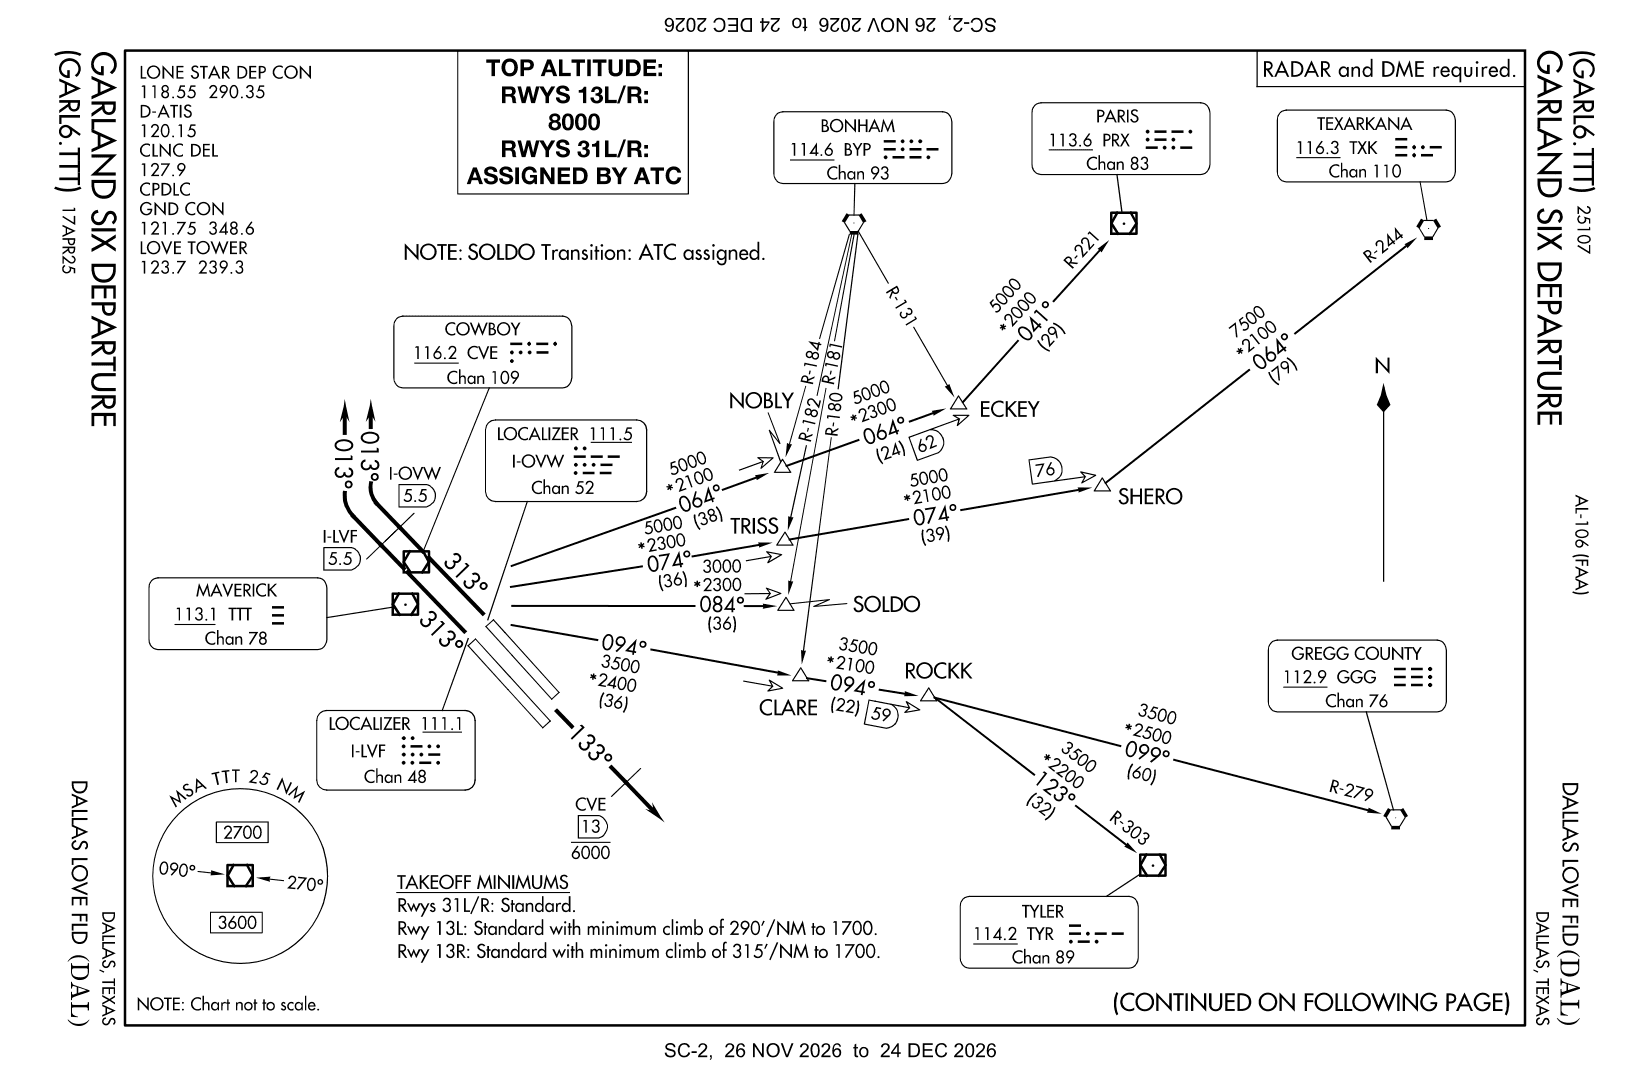 SC-2, 26 NOV 2026 to 24 DEC 2026
(GARL6.TTT) 17APR25
GARLAND SIX DEPARTURE
DALLAS LOVE FLD (DAL)
DALLAS, TEXAS
LONE STAR DEP CON
118.55 290.35
D-ATIS
120.15
CLNC DEL
127.9
CPDLC
GND CON
121.75 348.6
LOVE TOWER
123.7 239.3
TOP ALTITUDE:
RWYS 13L/R:
8000
RWYS 31L/R:
ASSIGNED BY ATC
RADAR and DME required.
NOTE: SOLDO Transition: ATC assigned.
BONHAM
114.6 BYP
Chan 93
PARIS
113.6 PRX
Chan 83
TEXARKANA
116.3 TXK
Chan 110
COWBOY
116.2 CVE
Chan 109
LOCALIZER 111.5
I-OVW
Chan 52
MAVERICK
113.1 TTT
Chan 78
LOCALIZER 111.1
I-LVF
Chan 48
GREGG COUNTY
112.9 GGG
Chan 76
TYLER
114.2 TYR
Chan 89
R-131
R-184
R-181
R-182
R-180
R-221
5000
*2000
041°
(29)
R-244
7500
*2100
064°
(79)
N
NOBLY
5000
*2300
064°
(24)
62
ECKEY
5000
*2100
064°
(38)
TRISS
5000
*2300
074°
(36)
5000
*2100
074°
(39)
76
SHERO
3000
*2300
084°
(36)
SOLDO
094°
3500
*2400
(36)
CLARE
3500
*2100
094°
(22)
59
ROCKK
3500
*2500
099°
(60)
R-279
3500
*2200
123°
(32)
R-303
013°
013°
I-OVW
5.5
I-LVF
5.5
313°
313°
133°
CVE
13
6000
MSA TTT 25 NM
2700
090°
270°
3600
TAKEOFF MINIMUMS
Rwys 31L/R: Standard.
Rwy 13L: Standard with minimum climb of 290'/NM to 1700.
Rwy 13R: Standard with minimum climb of 315'/NM to 1700.
NOTE: Chart not to scale.
(CONTINUED ON FOLLOWING PAGE)
(GARL6.TTT) 25107
GARLAND SIX DEPARTURE
AL-106 (FAA)
DALLAS LOVE FLD (DAL)
DALLAS, TEXAS
SC-2, 26 NOV 2026 to 24 DEC 2026